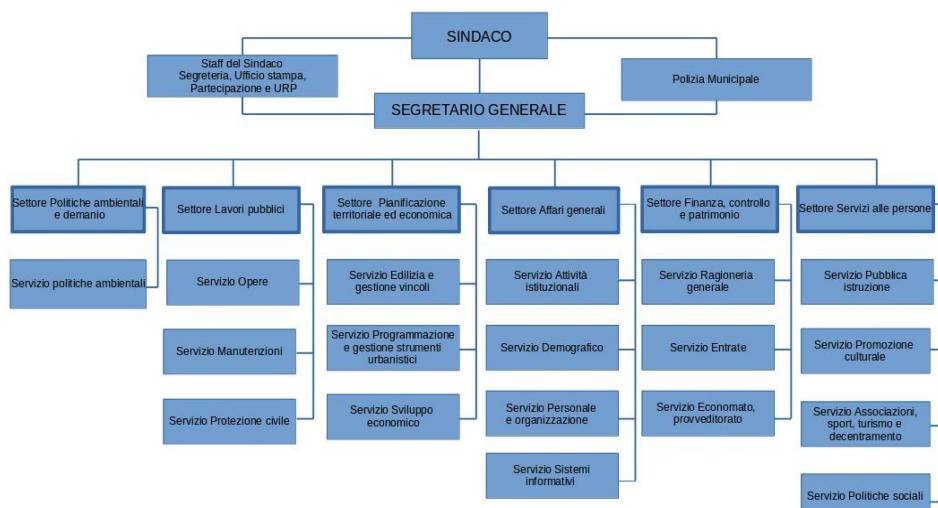 SINDACO
Staff del Sindaco
Segreteria, Ufficio stampa,
Partecipazione e URP
Polizia Municipale
SEGRETARIO GENERALE
Settore Politiche ambientali
e demanio
Settore Lavori pubblici
Settore Pianificazione
territoriale ed economica
Settore Affari generali
Settore Finanza, controllo
e patrimonio
Settore Servizi alle persone
Servizio politiche ambientali
Servizio Opere
Servizio Edilizia e
gestione vincoli
Servizio Attività
istituzionali
Servizio Ragioneria
generale
Servizio Pubblica
istruzione
Servizio Manutenzioni
Servizio Programmazione
e gestione strumenti
urbanistici
Servizio Demografico
Servizio Entrate
Servizio Promozione
culturale
Servizio Protezione civile
Servizio Sviluppo
economico
Servizio Personale
e organizzazione
Servizio Economato,
provveditorato
Servizio Associazioni,
sport, turismo e
decentramento
Servizio Sistemi
informativi
Servizio Politiche sociali